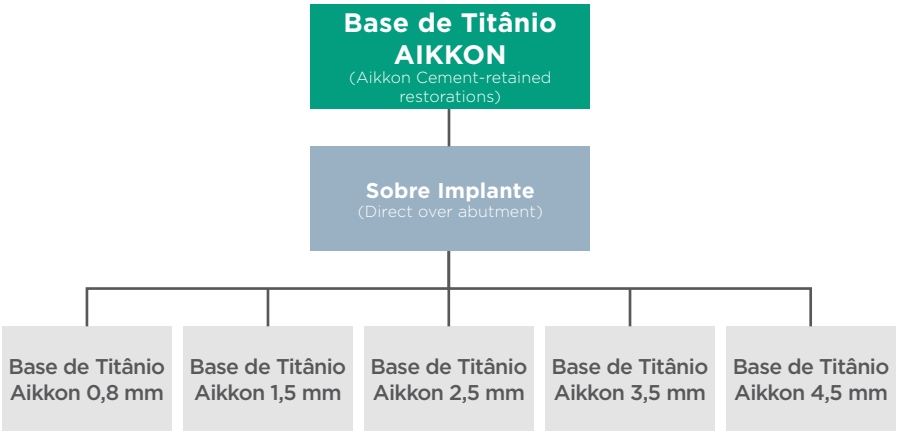 Base de Titânio
AIKKON
(Aikkon Cement-retained
restorations)
Sobre Implante
(Direct over abutment)
Base de Titânio
Aikkon 0,8 mm
Base de Titânio
Aikkon 1,5 mm
Base de Titânio
Aikkon 2,5 mm
Base de Titânio
Aikkon 3,5 mm
Base de Titânio
Aikkon 4,5 mm